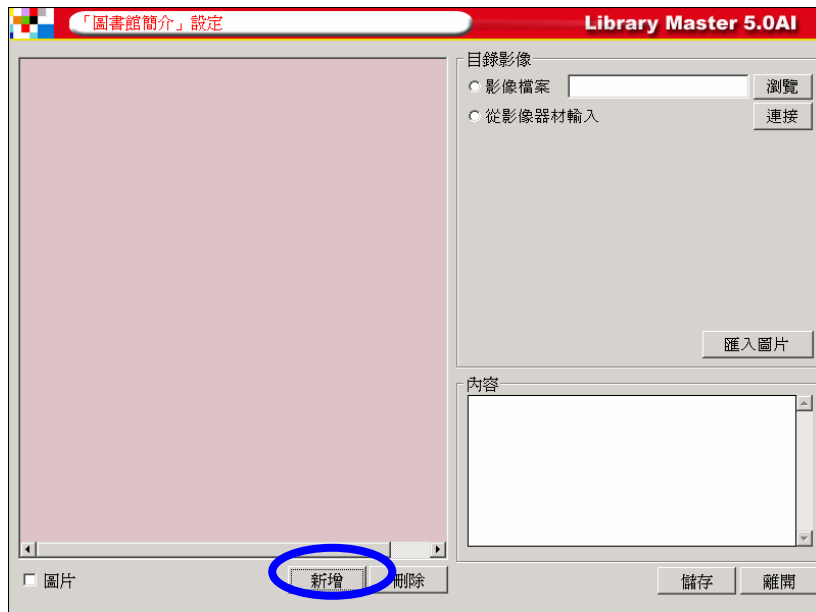 「圖書館簡介」設定
Library Master 5.0AI
目錄影像
影像檔案
瀏覽
從影像器材輸入
連接
匯入圖片
內容
圖片
新增
刪除
儲存
離開